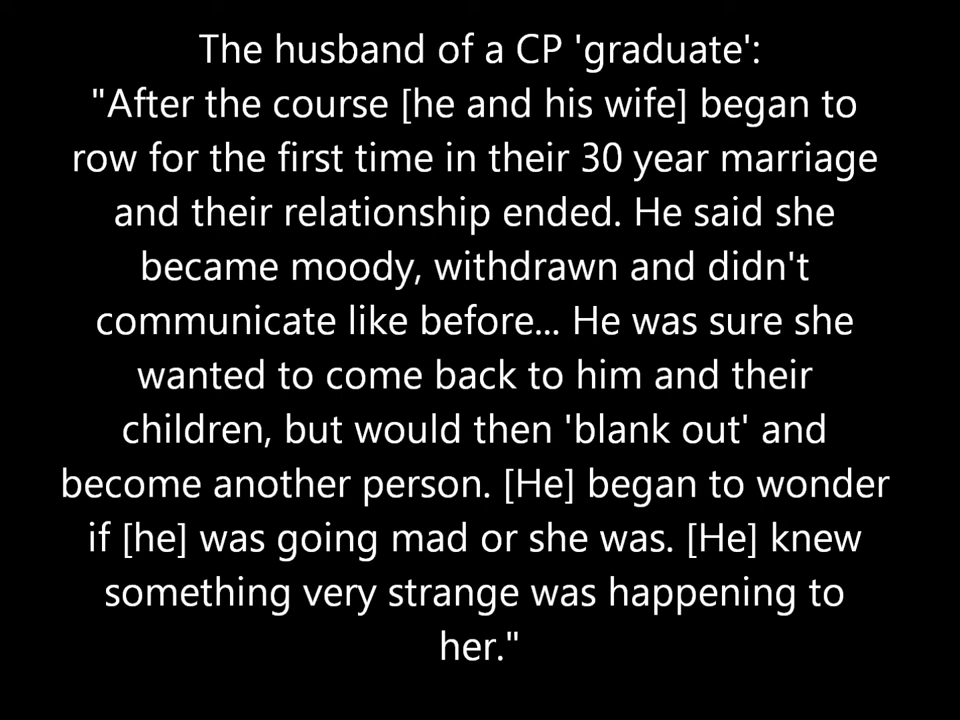 The husband of a CP 'graduate':
"After the course [he and his wife] began to
row for the first time in their 30 year marriage
and their relationship ended. He said she
became moody, withdrawn and didn't
communicate like before... He was sure she
wanted to come back to him and their
children, but would then 'blank out' and
become another person. [He] began to wonder
if [he] was going mad or she was. [He] knew
something very strange was happening to
her."